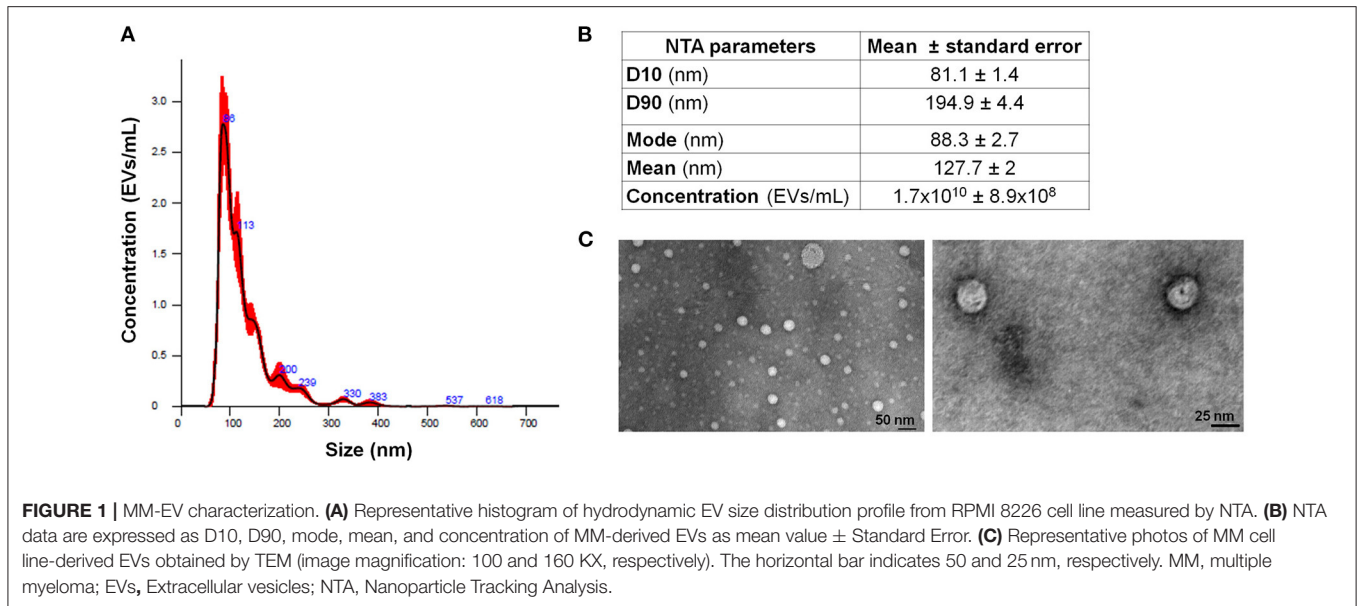 A
Concentration (EVs/mL)
3.0
2.5
2.0
1.5
1.0
0.5
0
86
113
200
239
330
383
537
618
0 100 200 300 400 500 600 700
Size (nm)
B
NTA parameters Mean ± standard error
D10 (nm) 81.1 ± 1.4
D90 (nm) 194.9 ± 4.4
Mode (nm) 88.3 ± 2.7
Mean (nm) 127.7 ± 2
Concentration (EVs/mL) 1.7x10¹⁰ ± 8.9x10⁸
C
50 nm
25 nm
FIGURE 1 | MM-EV characterization. (A) Representative histogram of hydrodynamic EV size distribution profile from RPMI 8226 cell line measured by NTA. (B) NTA
data are expressed as D10, D90, mode, mean, and concentration of MM-derived EVs as mean value ± Standard Error. (C) Representative photos of MM cell
line-derived EVs obtained by TEM (image magnification: 100 and 160 KX, respectively). The horizontal bar indicates 50 and 25 nm, respectively. MM, multiple
myeloma; EVs, Extracellular vesicles; NTA, Nanoparticle Tracking Analysis.